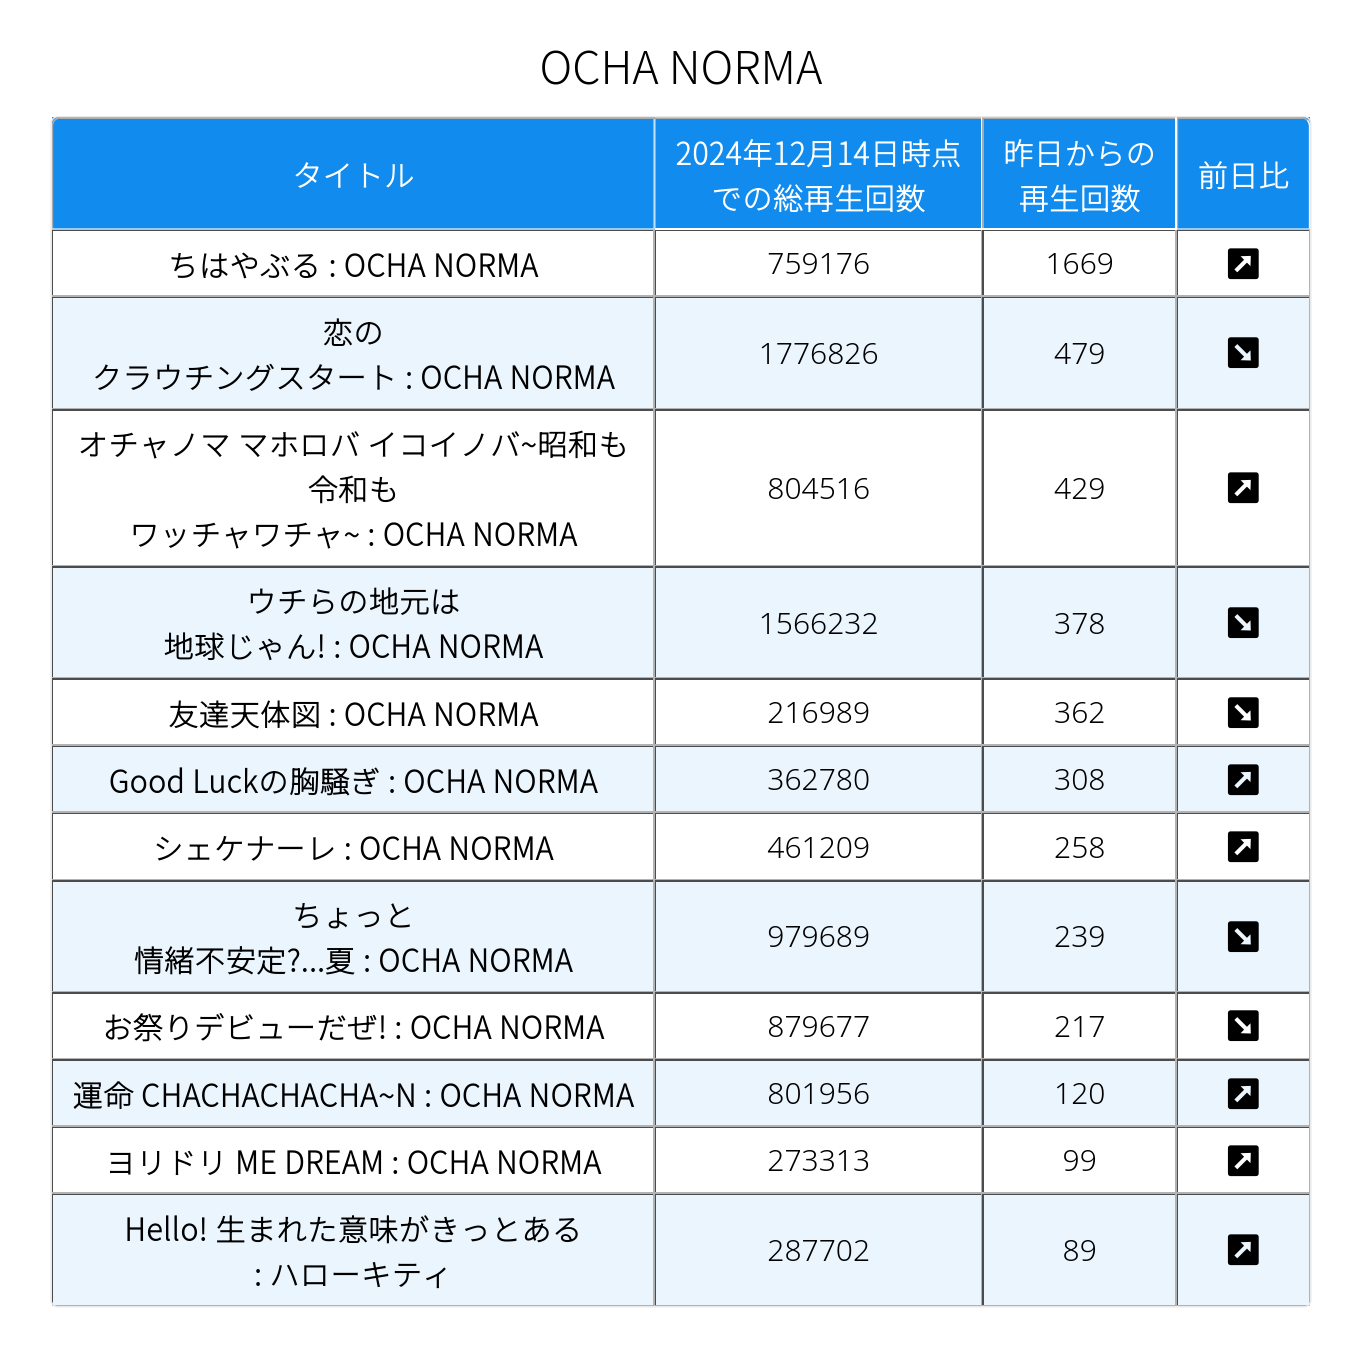 OCHA NORMA
タイトル
2024年12月14日時点
での総再生回数
昨日からの
再生回数
前日比
ちはやぶる : OCHA NORMA
759176
1669
恋の
クラウチングスタート : OCHA NORMA
1776826
479
オチャノマ マホロバ イコイノバ~昭和も
令和も
ワッチャワチャ~ : OCHA NORMA
804516
429
ウチらの地元は
地球じゃん! : OCHA NORMA
1566232
378
友達天体図 : OCHA NORMA
216989
362
Good Luckの胸騒ぎ : OCHA NORMA
362780
308
シェケナーレ : OCHA NORMA
461209
258
ちょっと
情緒不安定?...夏 : OCHA NORMA
979689
239
お祭りデビューだぜ! : OCHA NORMA
879677
217
運命 CHACHACHACHA~N : OCHA NORMA
801956
120
ヨリドリ ME DREAM : OCHA NORMA
273313
99
Hello! 生まれた意味がきっとある
: ハローキティ
287702
89